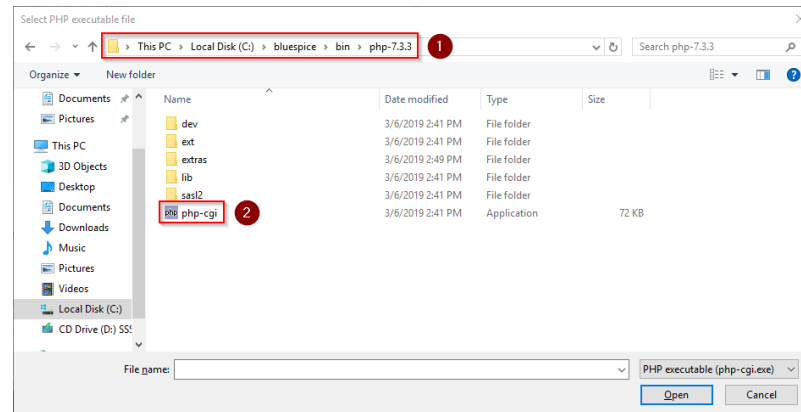 Select PHP executable file
This PC > Local Disk (C:) > bluespice > bin > php-7.3.3
1
Search php-7.3.3
Organize
New folder
Documents
Pictures
This PC
3D Objects
Desktop
Documents
Downloads
Music
Pictures
Videos
Local Disk (C:)
CD Drive (D:) SS
Name Date modified Type Size
dev 3/6/2019 2:41 PM File folder
ext 3/6/2019 2:41 PM File folder
extras 3/6/2019 2:49 PM File folder
lib 3/6/2019 2:41 PM File folder
sasl2 3/6/2019 2:41 PM File folder
php php-cgi 2 3/6/2019 2:41 PM Application 72 KB
File name:
PHP executable (php-cgi.exe)
Open Cancel